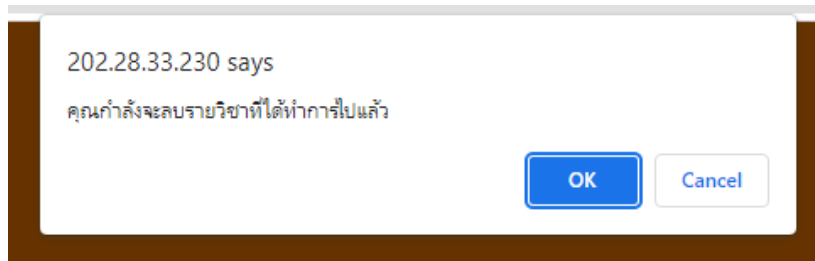 202.28.33.230 says
คุณกำลังจะลบรายวิชาที่ได้ทำการไปแล้ว
OK
Cancel